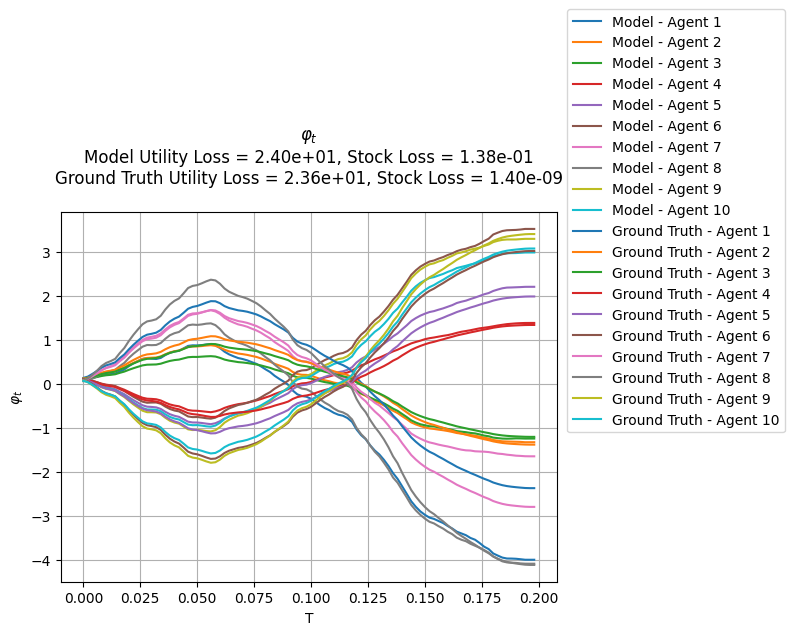 φt
Model Utility Loss = 2.40e+01, Stock Loss = 1.38e-01
Ground Truth Utility Loss = 2.36e+01, Stock Loss = 1.40e-09
Model - Agent 1
Model - Agent 2
Model - Agent 3
Model - Agent 4
Model - Agent 5
Model - Agent 6
Model - Agent 7
Model - Agent 8
Model - Agent 9
Model - Agent 10
Ground Truth - Agent 1
Ground Truth - Agent 2
Ground Truth - Agent 3
Ground Truth - Agent 4
Ground Truth - Agent 5
Ground Truth - Agent 6
Ground Truth - Agent 7
Ground Truth - Agent 8
Ground Truth - Agent 9
Ground Truth - Agent 10
φt
3
2
1
0
−1
−2
−3
−4
0.000 0.025 0.050 0.075 0.100 0.125 0.150 0.175 0.200
T